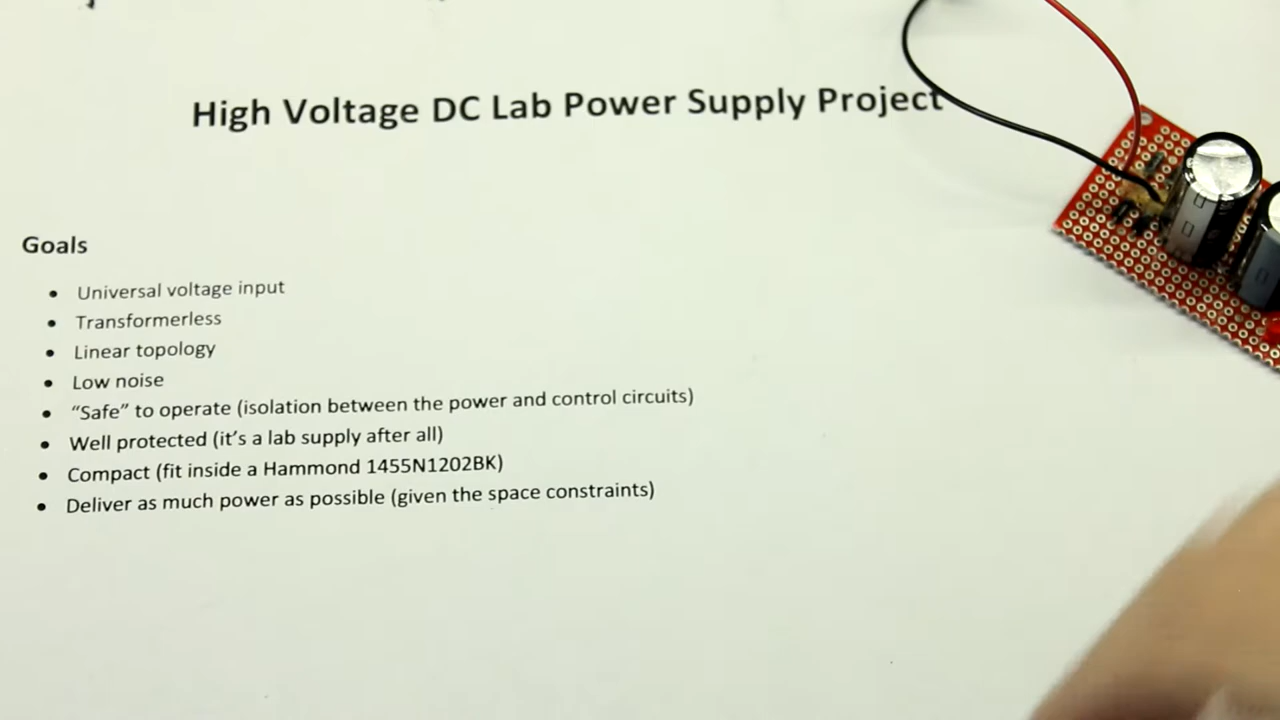 High Voltage DC Lab Power Supply Project
Goals
• Universal voltage input
• Transformerless
• Linear topology
• Low noise
• “Safe” to operate (isolation between the power and control circuits)
• Well protected (it’s a lab supply after all)
• Compact (fit inside a Hammond 1455N1202BK)
• Deliver as much power as possible (given the space constraints)